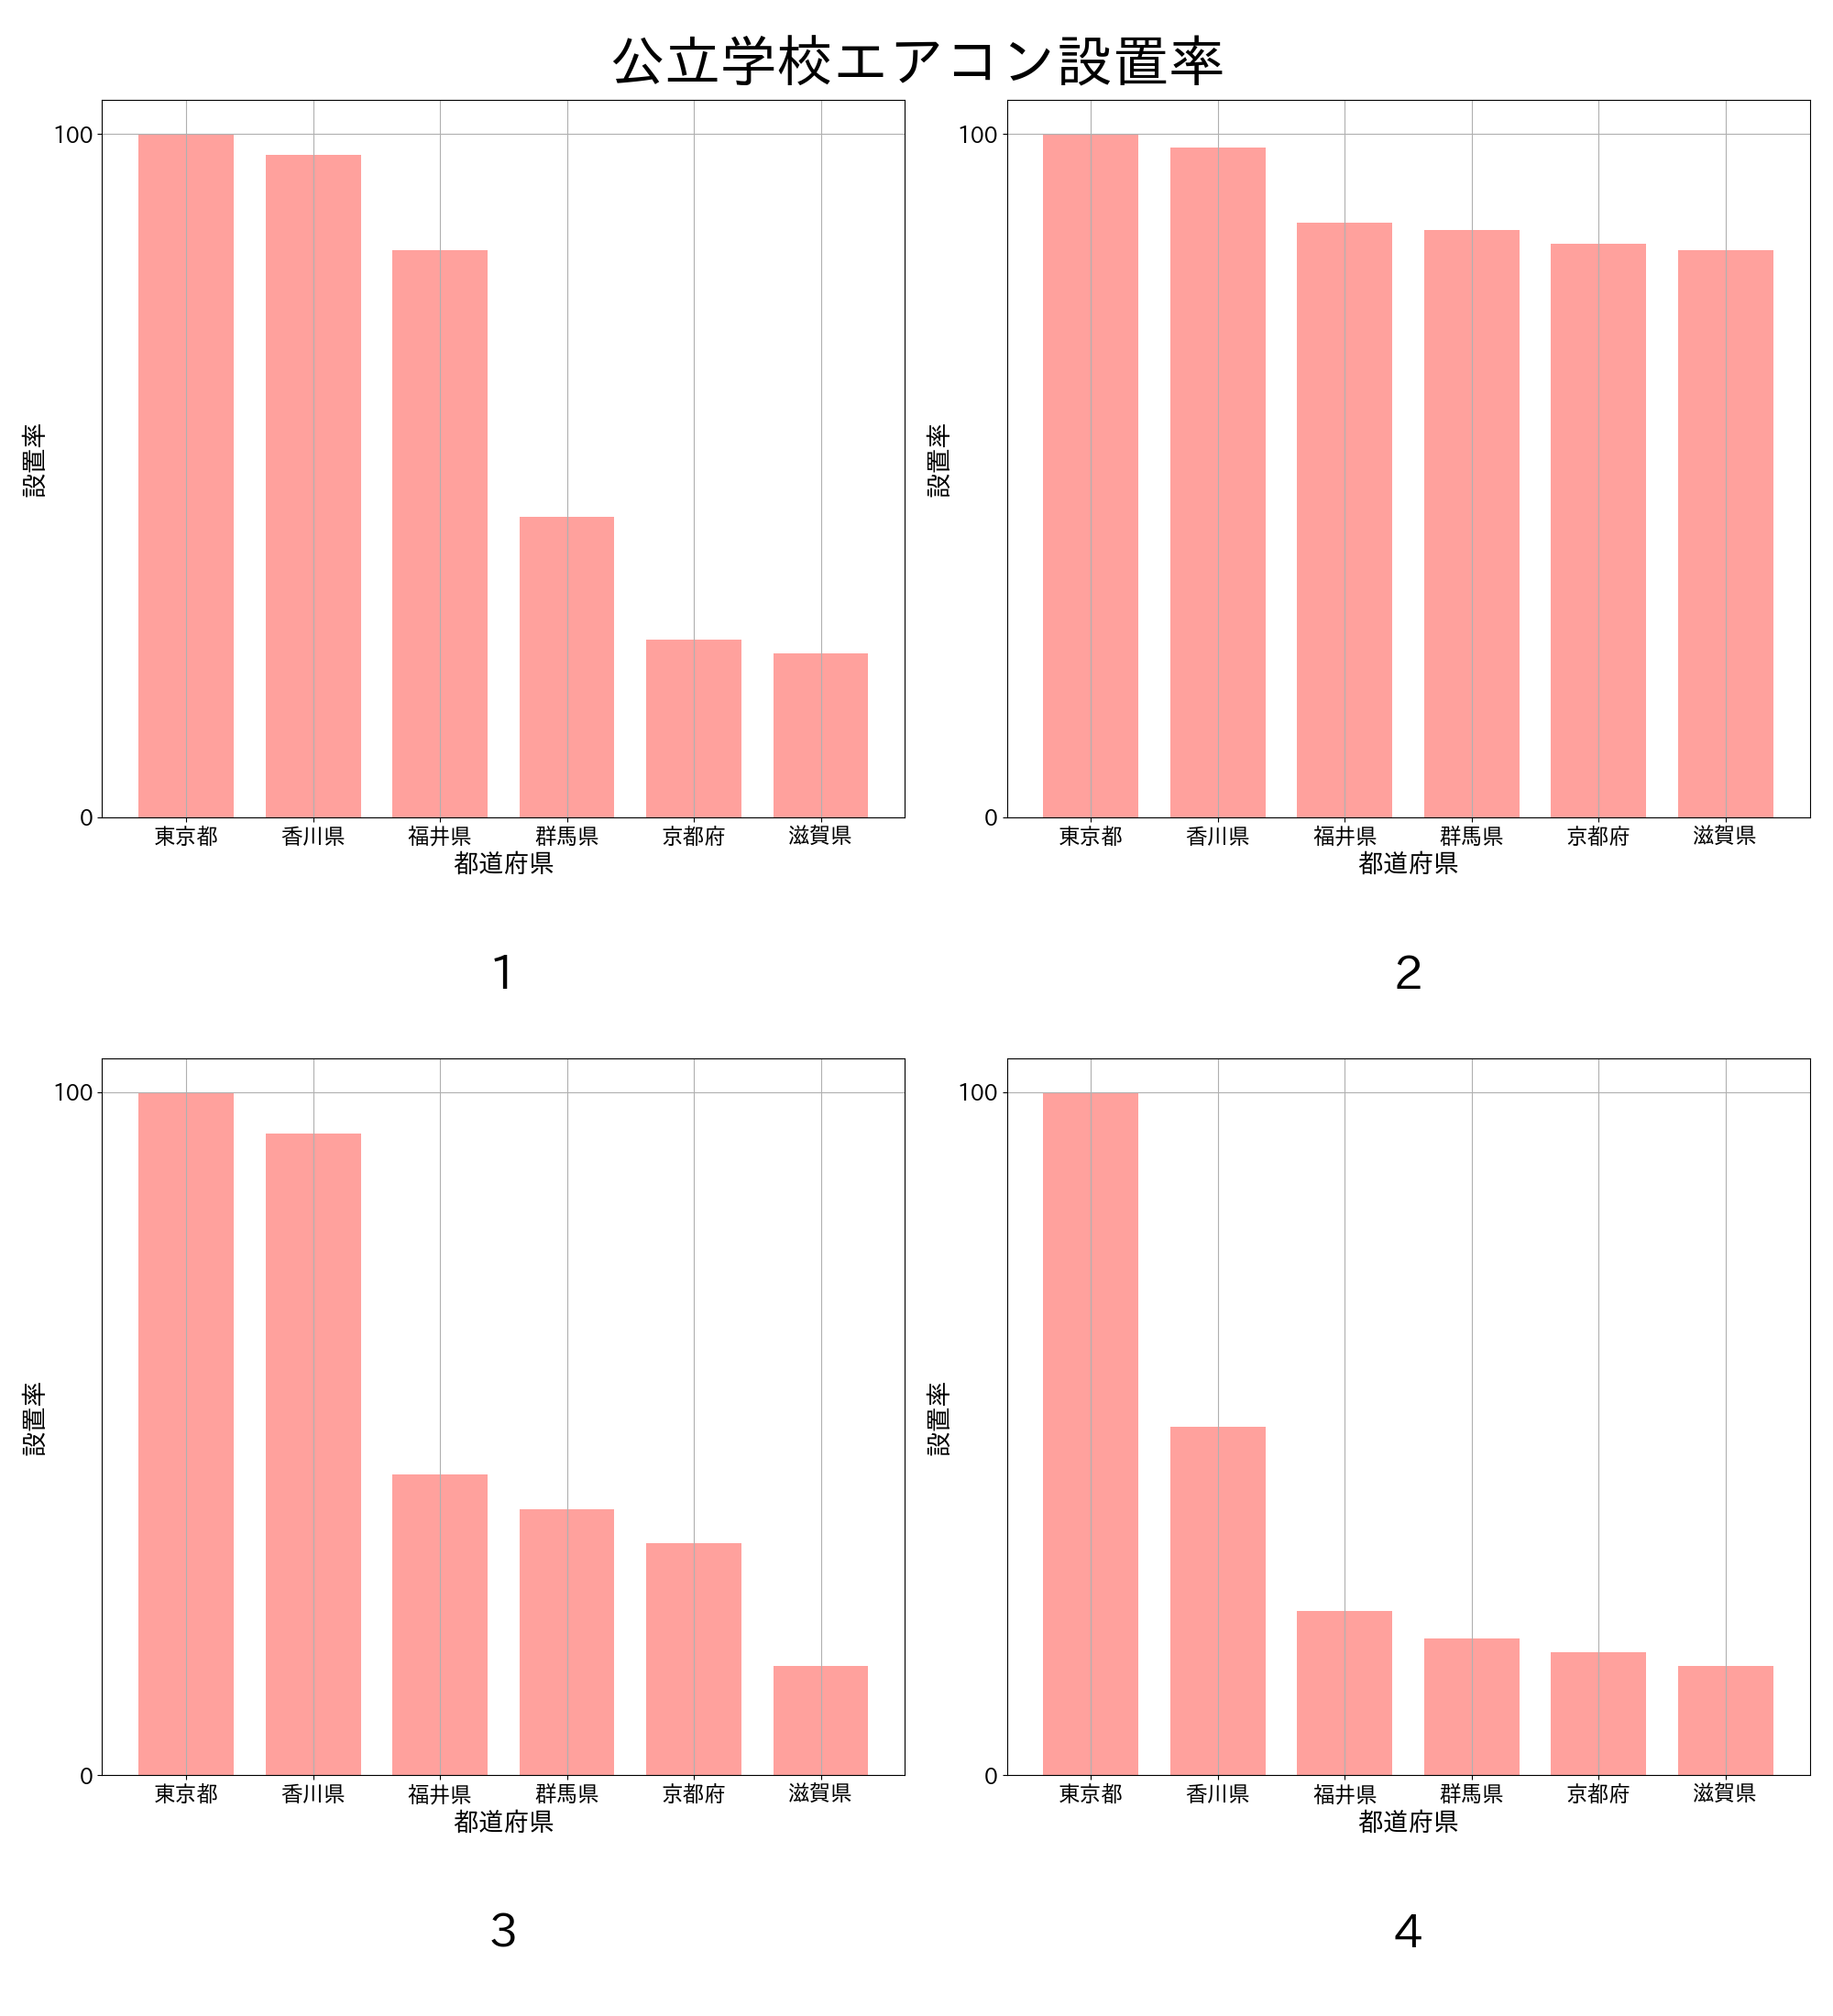 公立学校エアコン設置率
100
設置率
0
東京都 香川県 福井県 群馬県 京都府 滋賀県
都道府県
1
100
設置率
0
東京都 香川県 福井県 群馬県 京都府 滋賀県
都道府県
2
100
設置率
0
東京都 香川県 福井県 群馬県 京都府 滋賀県
都道府県
3
100
設置率
0
東京都 香川県 福井県 群馬県 京都府 滋賀県
都道府県
4